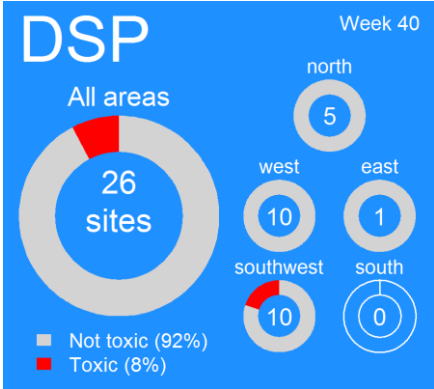 DSP
Week 40
All areas
26
sites
north
5
west
10
east
1
southwest
10
south
0
Not toxic (92%)
Toxic (8%)